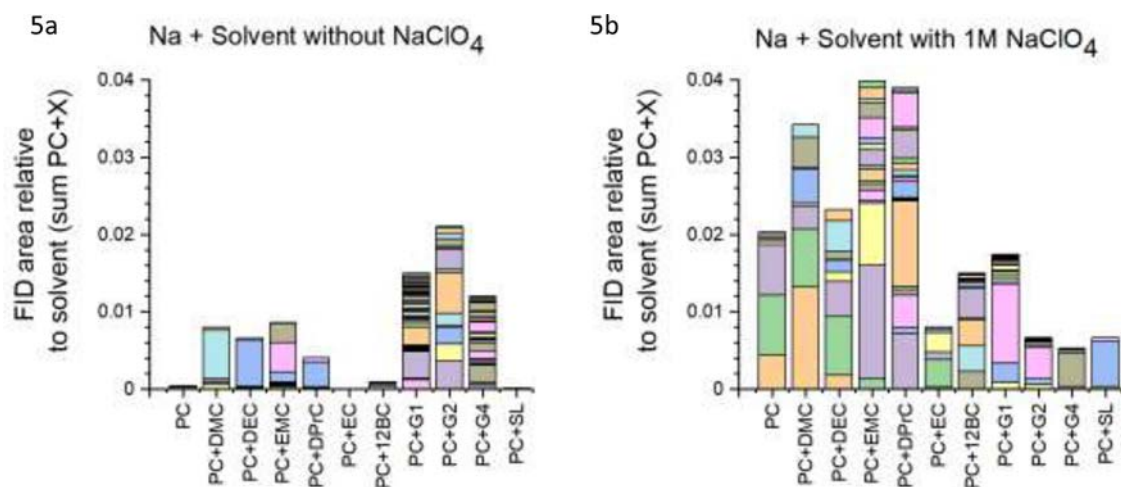 5a
Na + Solvent without NaClO4
FID area relative
to solvent (sum PC+X)
0.04
0.03
0.02
0.01
0
PC
PC+DMC
PC+DEC
PC+EMC
PC+DPrC
PC+EC
PC+12BC
PC+G1
PC+G2
PC+G4
PC+SL
5b
Na + Solvent with 1M NaClO4
FID area relative
to solvent (sum PC+X)
0.04
0.03
0.02
0.01
0
PC
PC+DMC
PC+DEC
PC+EMC
PC+DPrC
PC+EC
PC+12BC
PC+G1
PC+G2
PC+G4
PC+SL